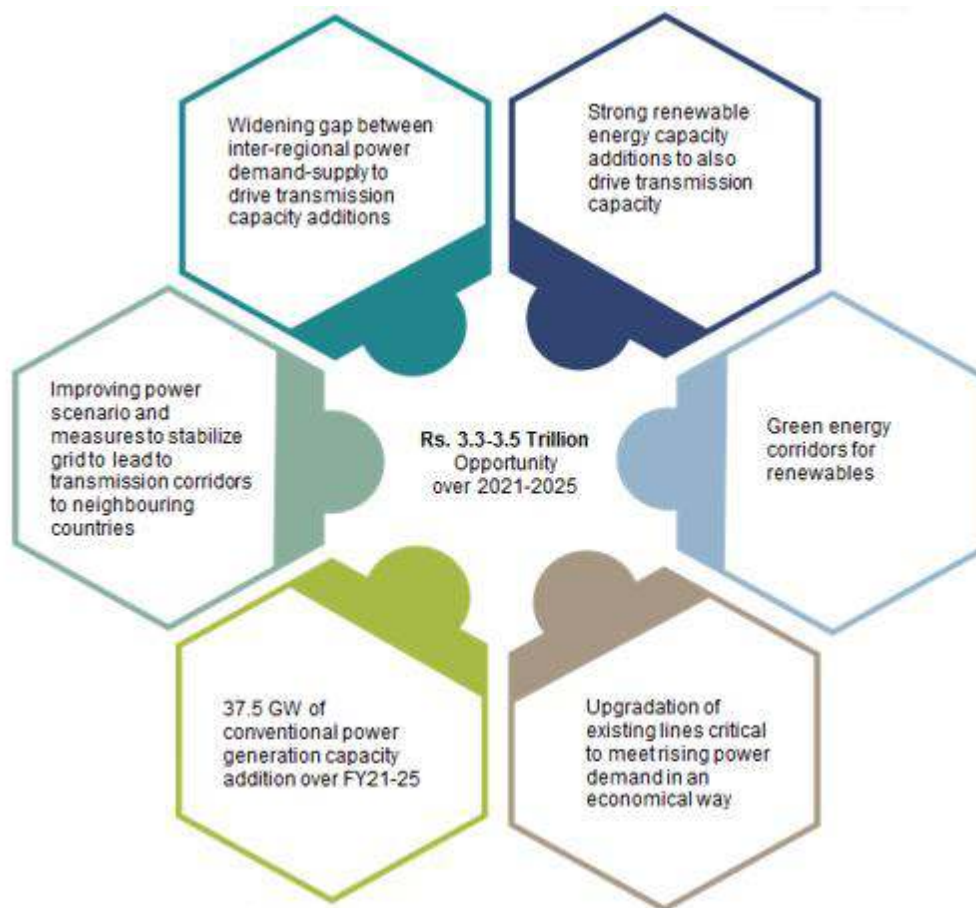 Widening gap between
inter-regional power
demand-supply to
drive transmission
capacity additions
Strong renewable
energy capacity
additions to also
drive transmission
capacity
Improving power
scenario and
measures to stabilize
grid to lead to
transmission corridors
to neighbouring
countries
Rs. 3.3-3.5 Trillion
Opportunity
over 2021-2025
Green energy
corridors for
renewables
37.5 GW of
conventional power
generation capacity
addition over FY21-25
Upgradation of
existing lines critical
to meet rising power
demand in an
economical way